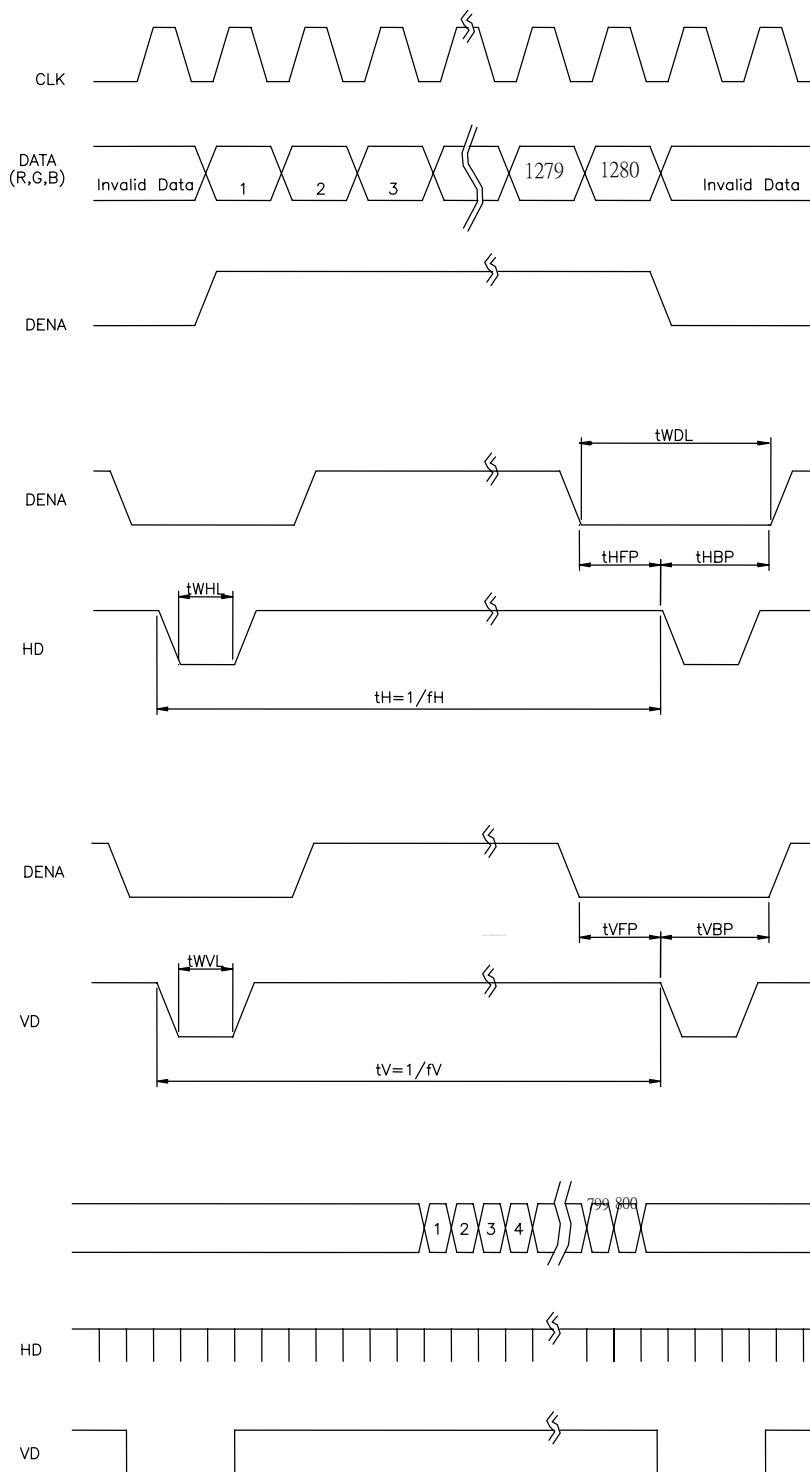 CLK
DATA
(R,G,B)
Invalid Data 1 2 3 1279 1280 Invalid Data
DENA
tWDL
DENA
tHFP tHBP
tWHL
HD
tH=1/fH
DENA
tVFP tVBP
tWVL
VD
tV=1/fV
799 800
1 2 3 4
HD
VD